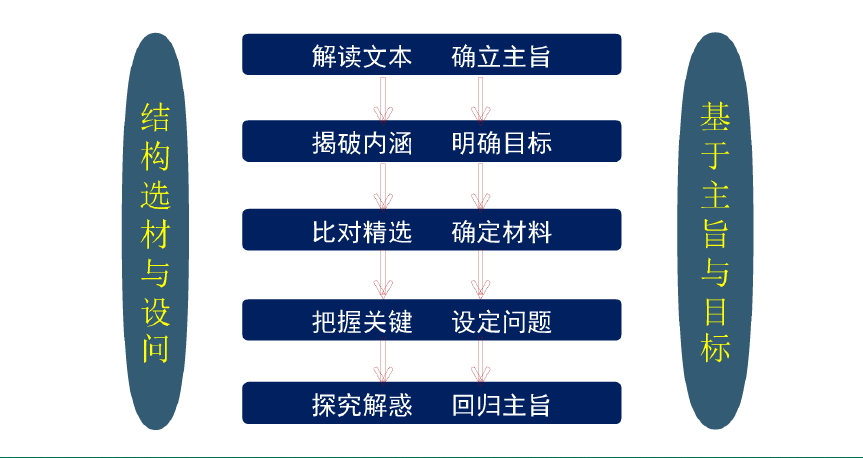 结构选材与设问
解读文本 确立主旨
揭破内涵 明确目标
比对精选 确定材料
把握关键 设定问题
探究解惑 回归主旨
基于主旨与目标